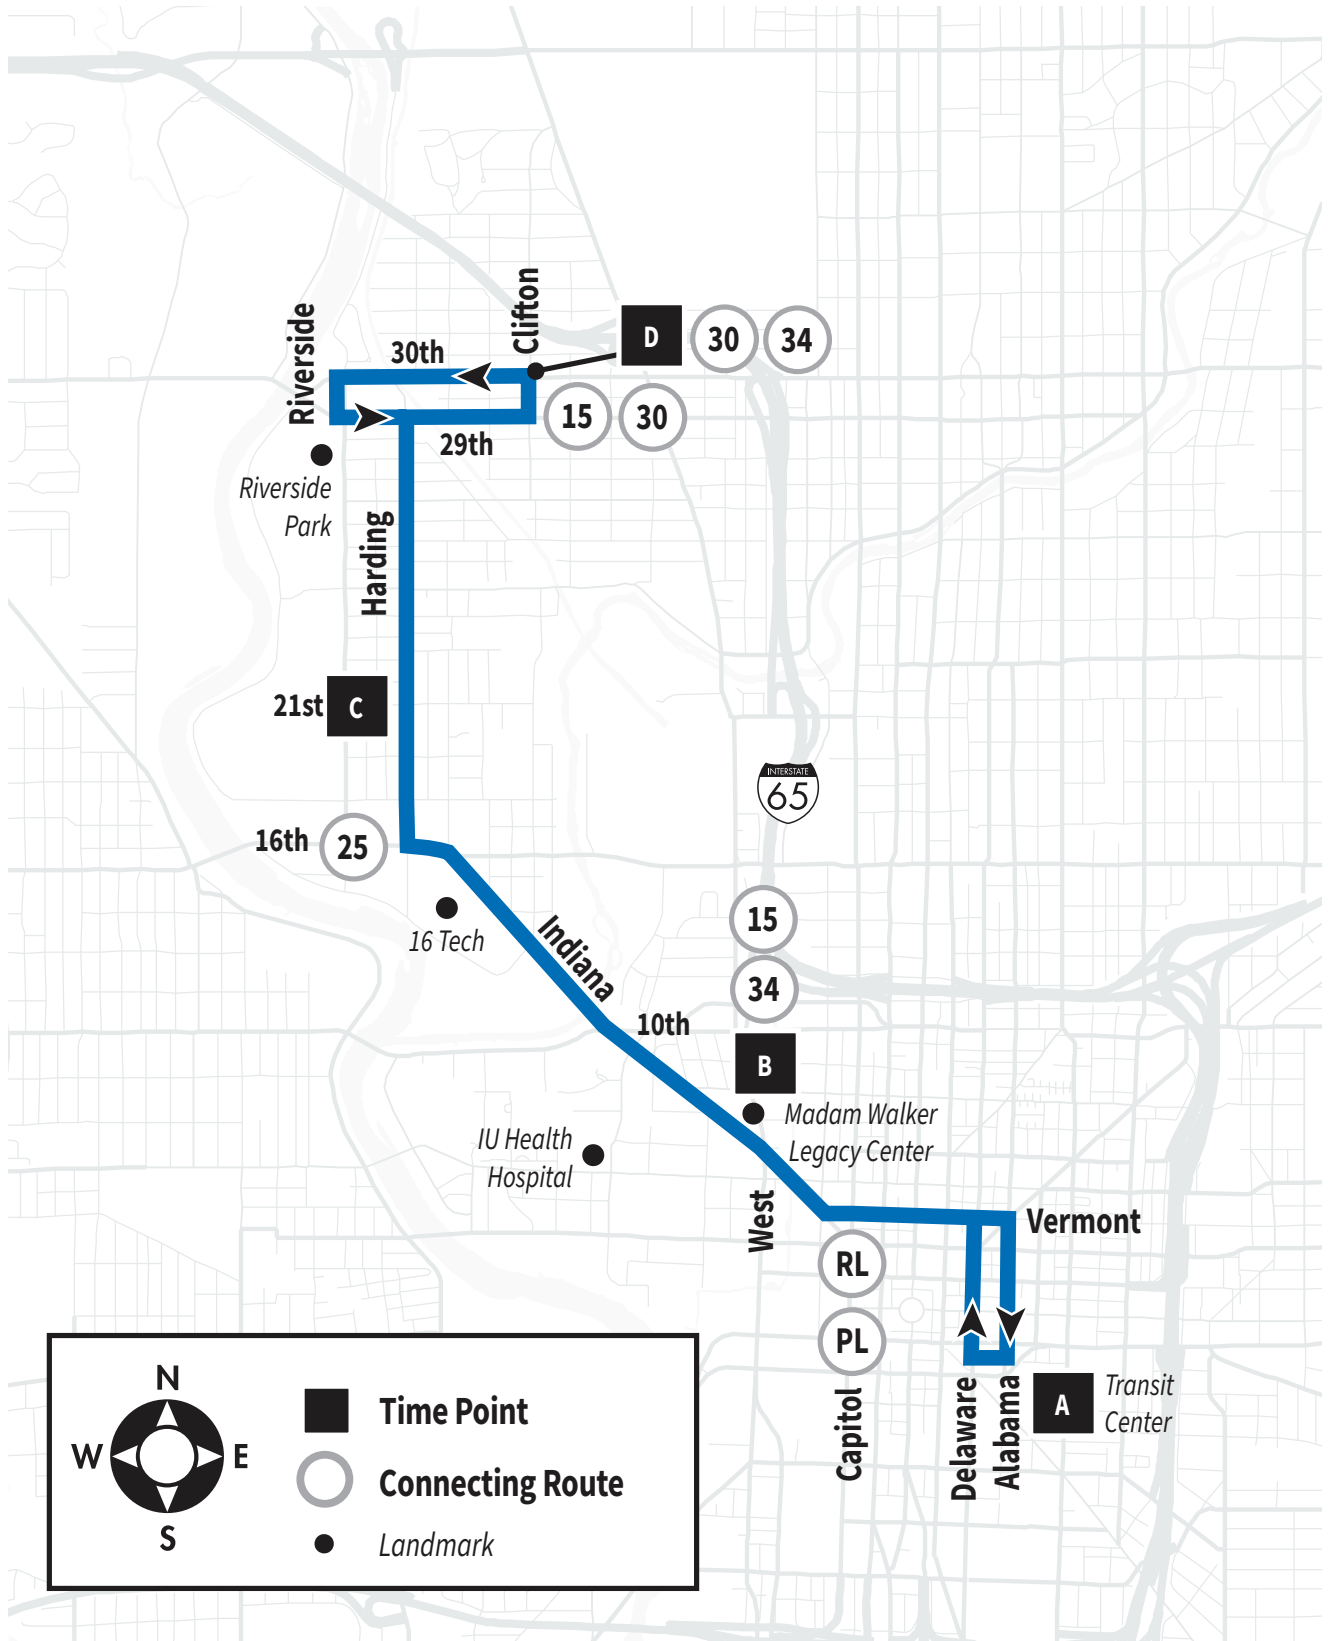 Riverside
30th
Clifton
D
30
34
15
30
29th
Riverside
Park
Harding
21st
C
INTERSTATE
65
16th
25
16 Tech
Indiana
15
34
10th
B
Madam Walker
Legacy Center
IU Health
Hospital
West
Vermont
RL
PL
Capitol
Delaware
Alabama
A
Transit
Center
N
W
E
S
Time Point
Connecting Route
Landmark